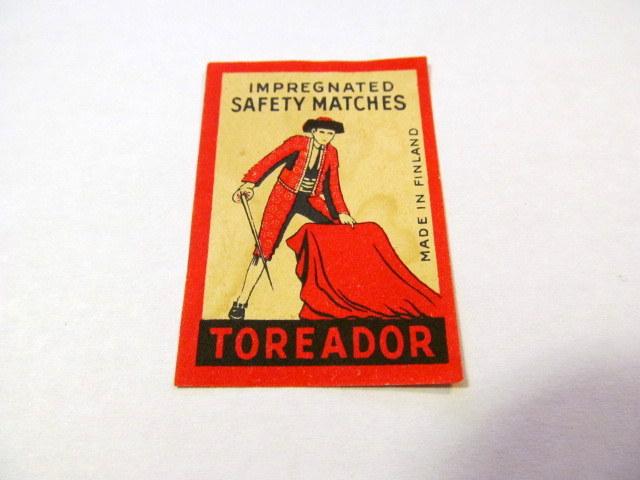 IMPREGNATED
SAFETY MATCHES
MADE IN FINLAND
TOREADOR